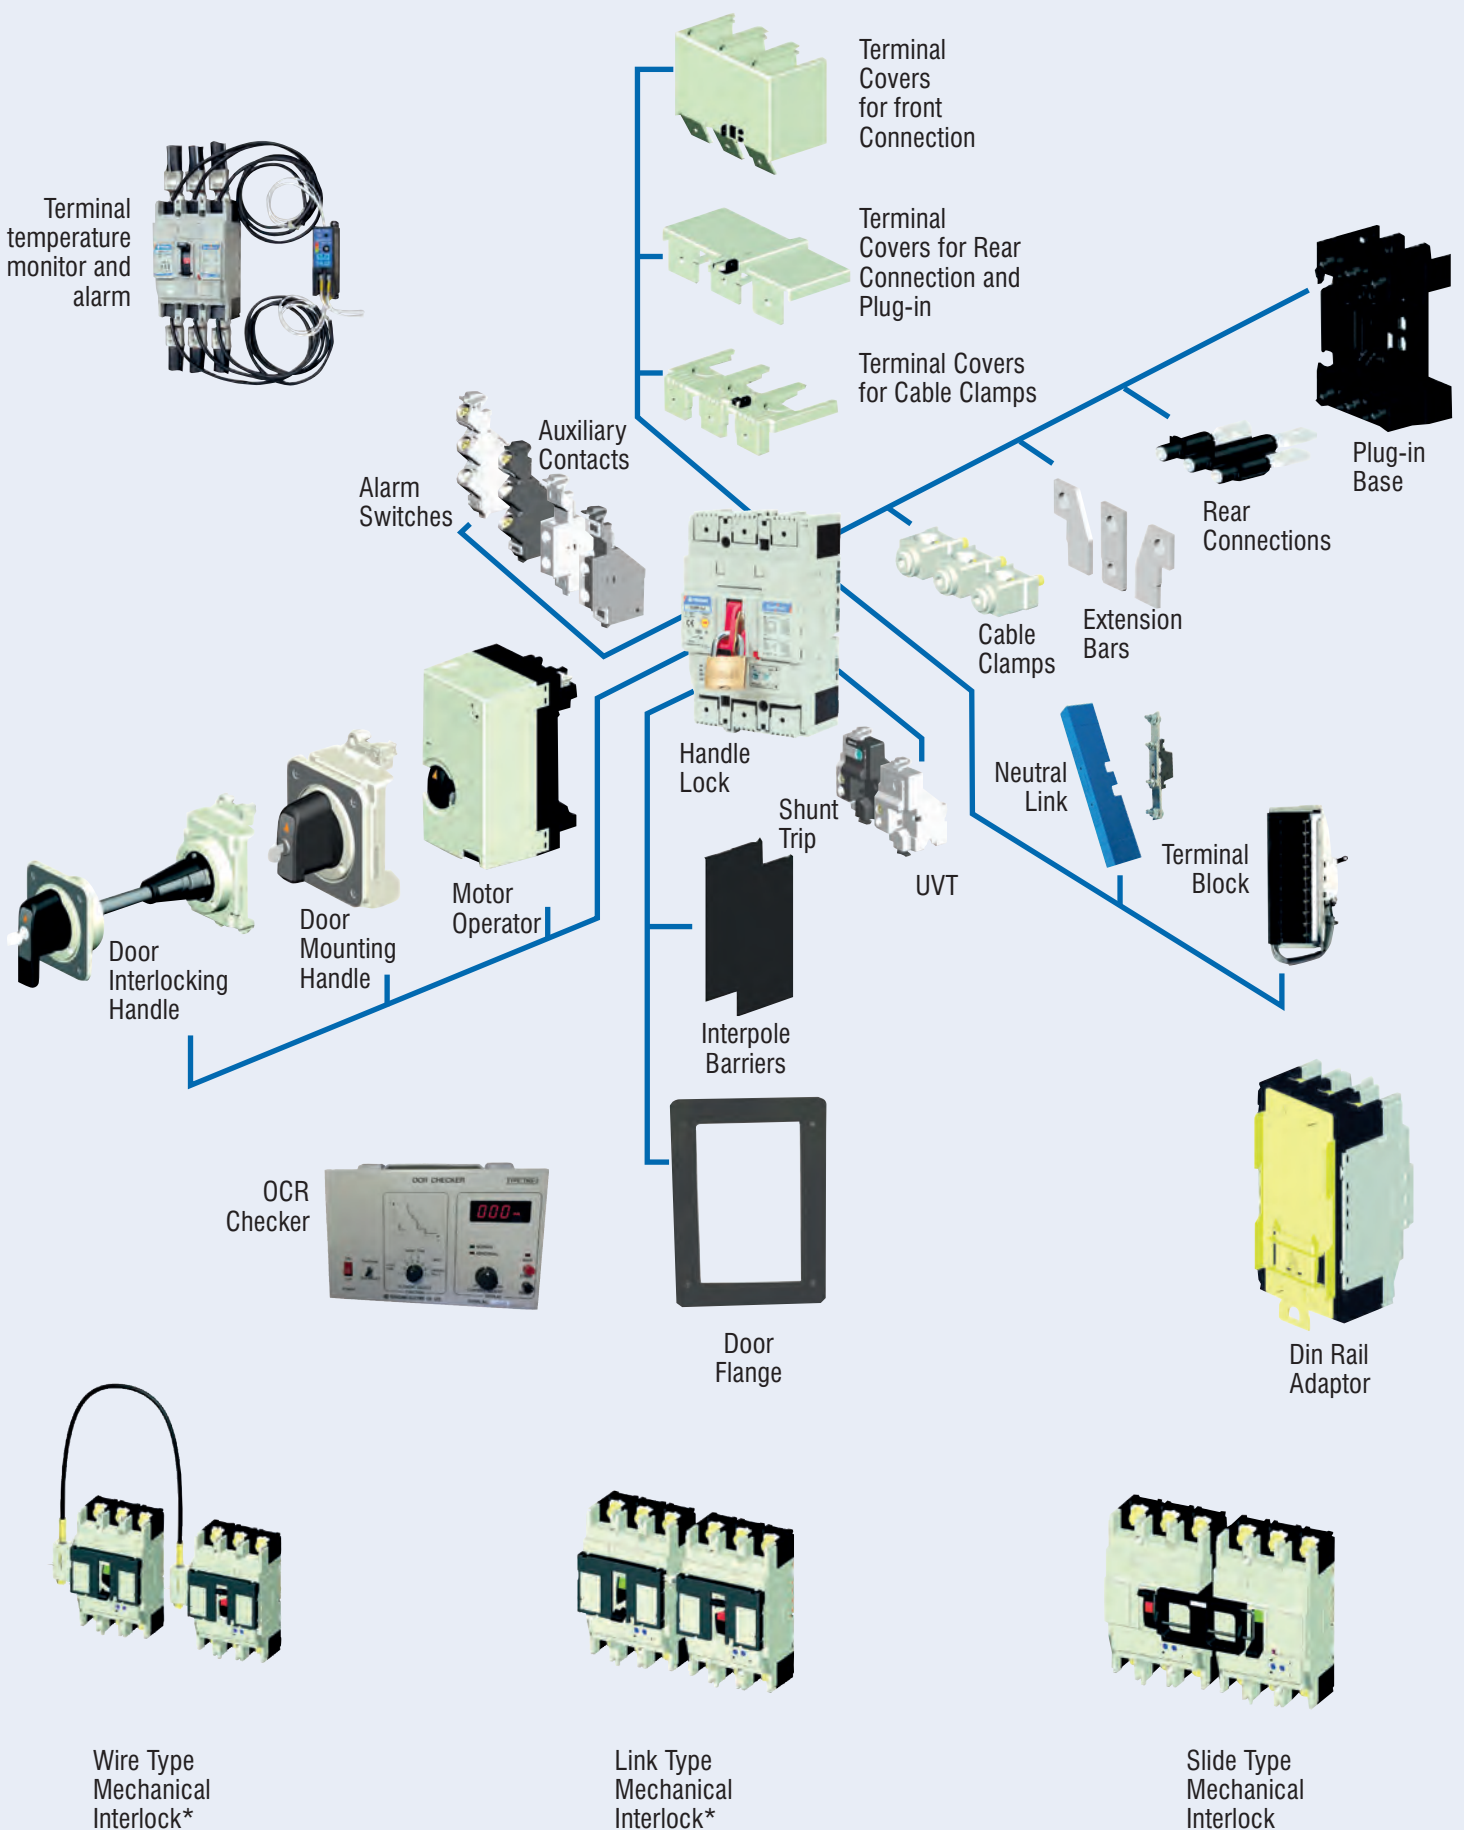 Terminal
Covers
for front
Connection
Terminal
temperature
monitor and
alarm
Terminal
Covers for Rear
Connection and
Plug-in
Terminal Covers
for Cable Clamps
Auxiliary
Contacts
Alarm
Switches
Plug-in
Base
Rear
Connections
Extension
Bars
Cable
Clamps
Handle
Lock
Shunt
Trip
UVT
Neutral
Link
Terminal
Block
Motor
Operator
Door
Mounting
Handle
Door
Interlocking
Handle
Interpole
Barriers
OCR
Checker
OCR CHECKER
000
Door
Flange
Din Rail
Adaptor
Wire Type
Mechanical
Interlock*
Link Type
Mechanical
Interlock*
Slide Type
Mechanical
Interlock